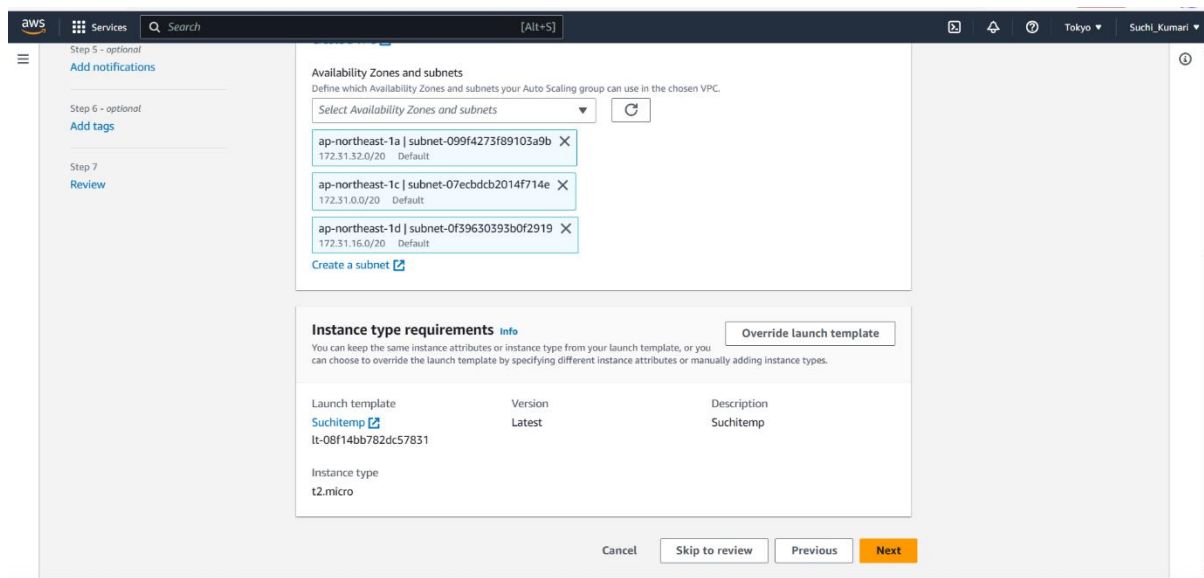 aws
Services
Search
[Alt+S]
Tokyo ▼
Suchi_Kumari ▼
Step 5 - optional
Add notifications
Step 6 - optional
Add tags
Step 7
Review
Availability Zones and subnets
Define which Availability Zones and subnets your Auto Scaling group can use in the chosen VPC.
Select Availability Zones and subnets
ap-northeast-1a | subnet-099f4273f89103a9b
172.31.32.0/20 Default
ap-northeast-1c | subnet-07ecbdcb2014f714e
172.31.0.0/20 Default
ap-northeast-1d | subnet-0f39630393b0f2919
172.31.16.0/20 Default
Create a subnet
Instance type requirements Info
Override launch template
You can keep the same instance attributes or instance type from your launch template, or you
can choose to override the launch template by specifying different instance attributes or manually adding instance types.
Launch template
Suchitemp
lt-08f14bb782dc57831
Version
Latest
Description
Suchitemp
Instance type
t2.micro
Cancel
Skip to review
Previous
Next